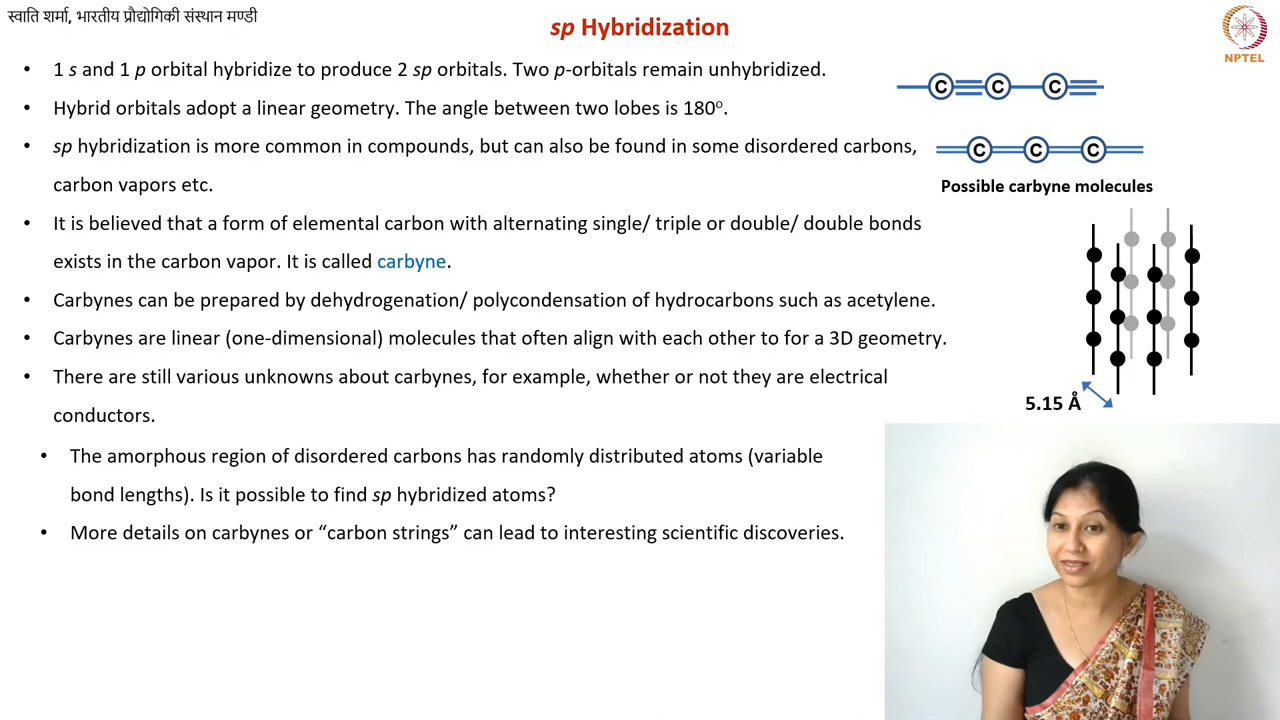 स्वाति शर्मा, भारतीय प्रौद्योगिकी संस्थान मण्डी
sp Hybridization
NPTEL
• 1 s and 1 p orbital hybridize to produce 2 sp orbitals. Two p-orbitals remain unhybridized.
• Hybrid orbitals adopt a linear geometry. The angle between two lobes is 180°.
• sp hybridization is more common in compounds, but can also be found in some disordered carbons,
carbon vapors etc.
• It is believed that a form of elemental carbon with alternating single/ triple or double/ double bonds
exists in the carbon vapor. It is called carbyne.
• Carbynes can be prepared by dehydrogenation/ polycondensation of hydrocarbons such as acetylene.
• Carbynes are linear (one-dimensional) molecules that often align with each other to for a 3D geometry.
• There are still various unknowns about carbynes, for example, whether or not they are electrical
conductors.
• The amorphous region of disordered carbons has randomly distributed atoms (variable
bond lengths). Is it possible to find sp hybridized atoms?
• More details on carbynes or “carbon strings” can lead to interesting scientific discoveries.
C C C
C C C
Possible carbyne molecules
5.15 Å